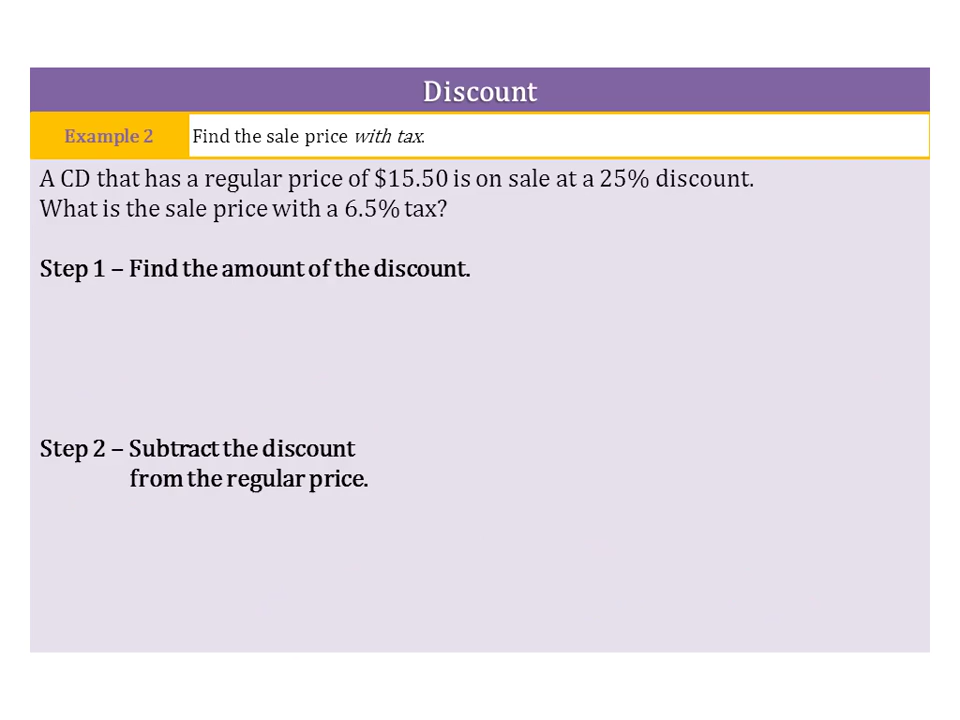 Discount
Example 2
Find the sale price with tax.
A CD that has a regular price of $15.50 is on sale at a 25% discount.
What is the sale price with a 6.5% tax?
Step 1 – Find the amount of the discount.
Step 2 – Subtract the discount
from the regular price.